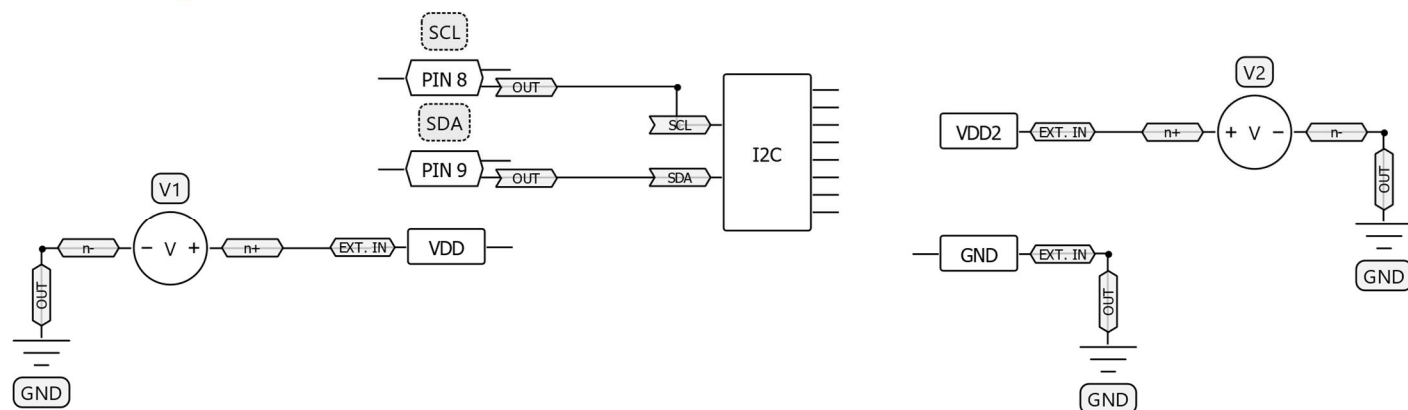 SCL
PIN 8
OUT
SDA
PIN 9
OUT
SCL
SDA
I2C
V1
n-
− V +
n+
EXT. IN
VDD
OUT
GND
V2
VDD2
EXT. IN
n+
+ V −
n-
OUT
GND
GND
EXT. IN
OUT
GND